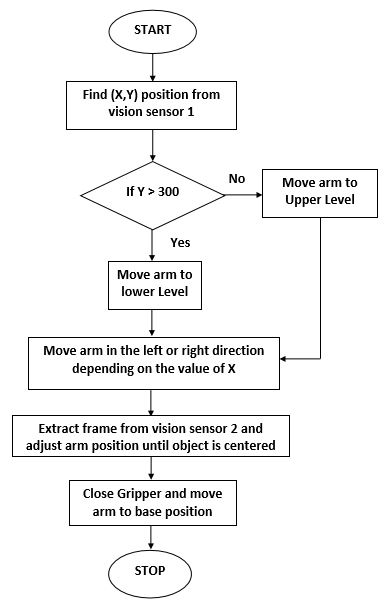 START
Find (X,Y) position from
vision sensor 1
If Y > 300
No
Move arm to
Upper Level
Yes
Move arm to
lower Level
Move arm in the left or right direction
depending on the value of X
Extract frame from vision sensor 2 and
adjust arm position until object is centered
Close Gripper and move
arm to base position
STOP